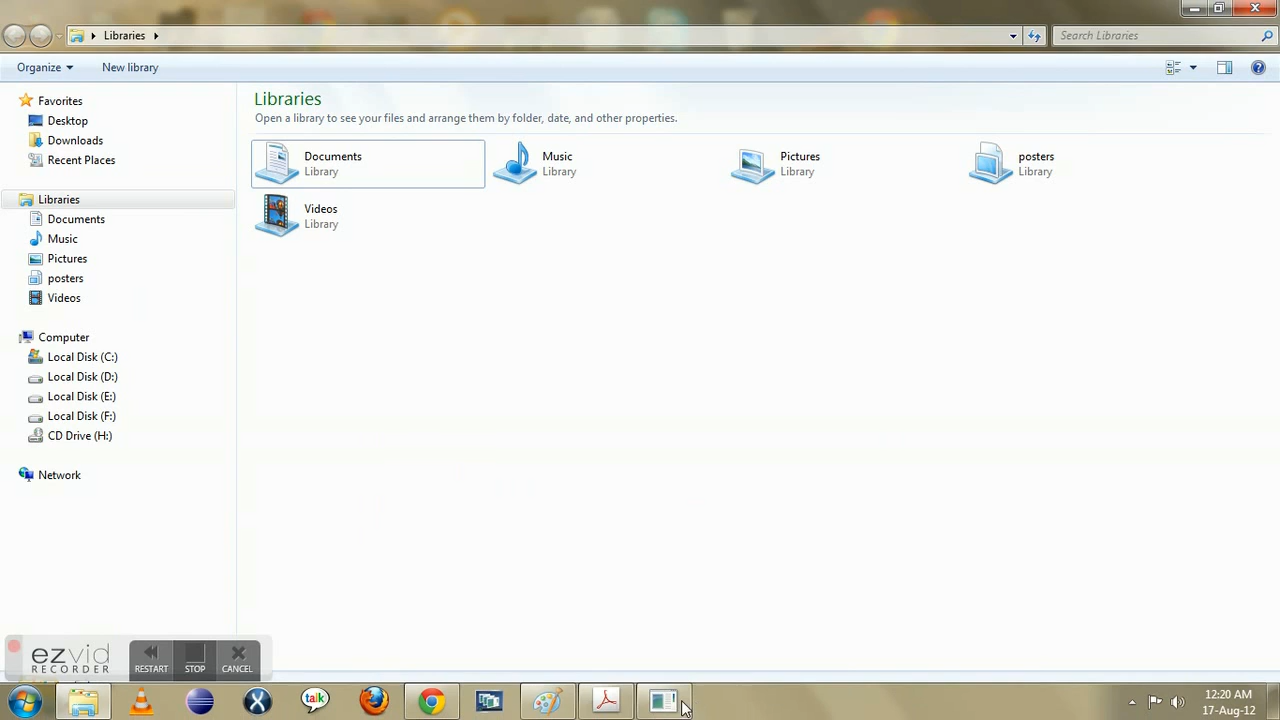 Libraries
Search Libraries
Organize
New library
Favorites
Desktop
Downloads
Recent Places
Libraries
Documents
Music
Pictures
posters
Videos
Computer
Local Disk (C:)
Local Disk (D:)
Local Disk (E:)
Local Disk (F:)
CD Drive (H:)
Network
Libraries
Open a library to see your files and arrange them by folder, date, and other properties.
Documents
Library
Music
Library
Pictures
Library
posters
Library
Videos
Library
ezvid
RECORDER
RESTART
STOP
CANCEL
talk
12:20 AM
17-Aug-12